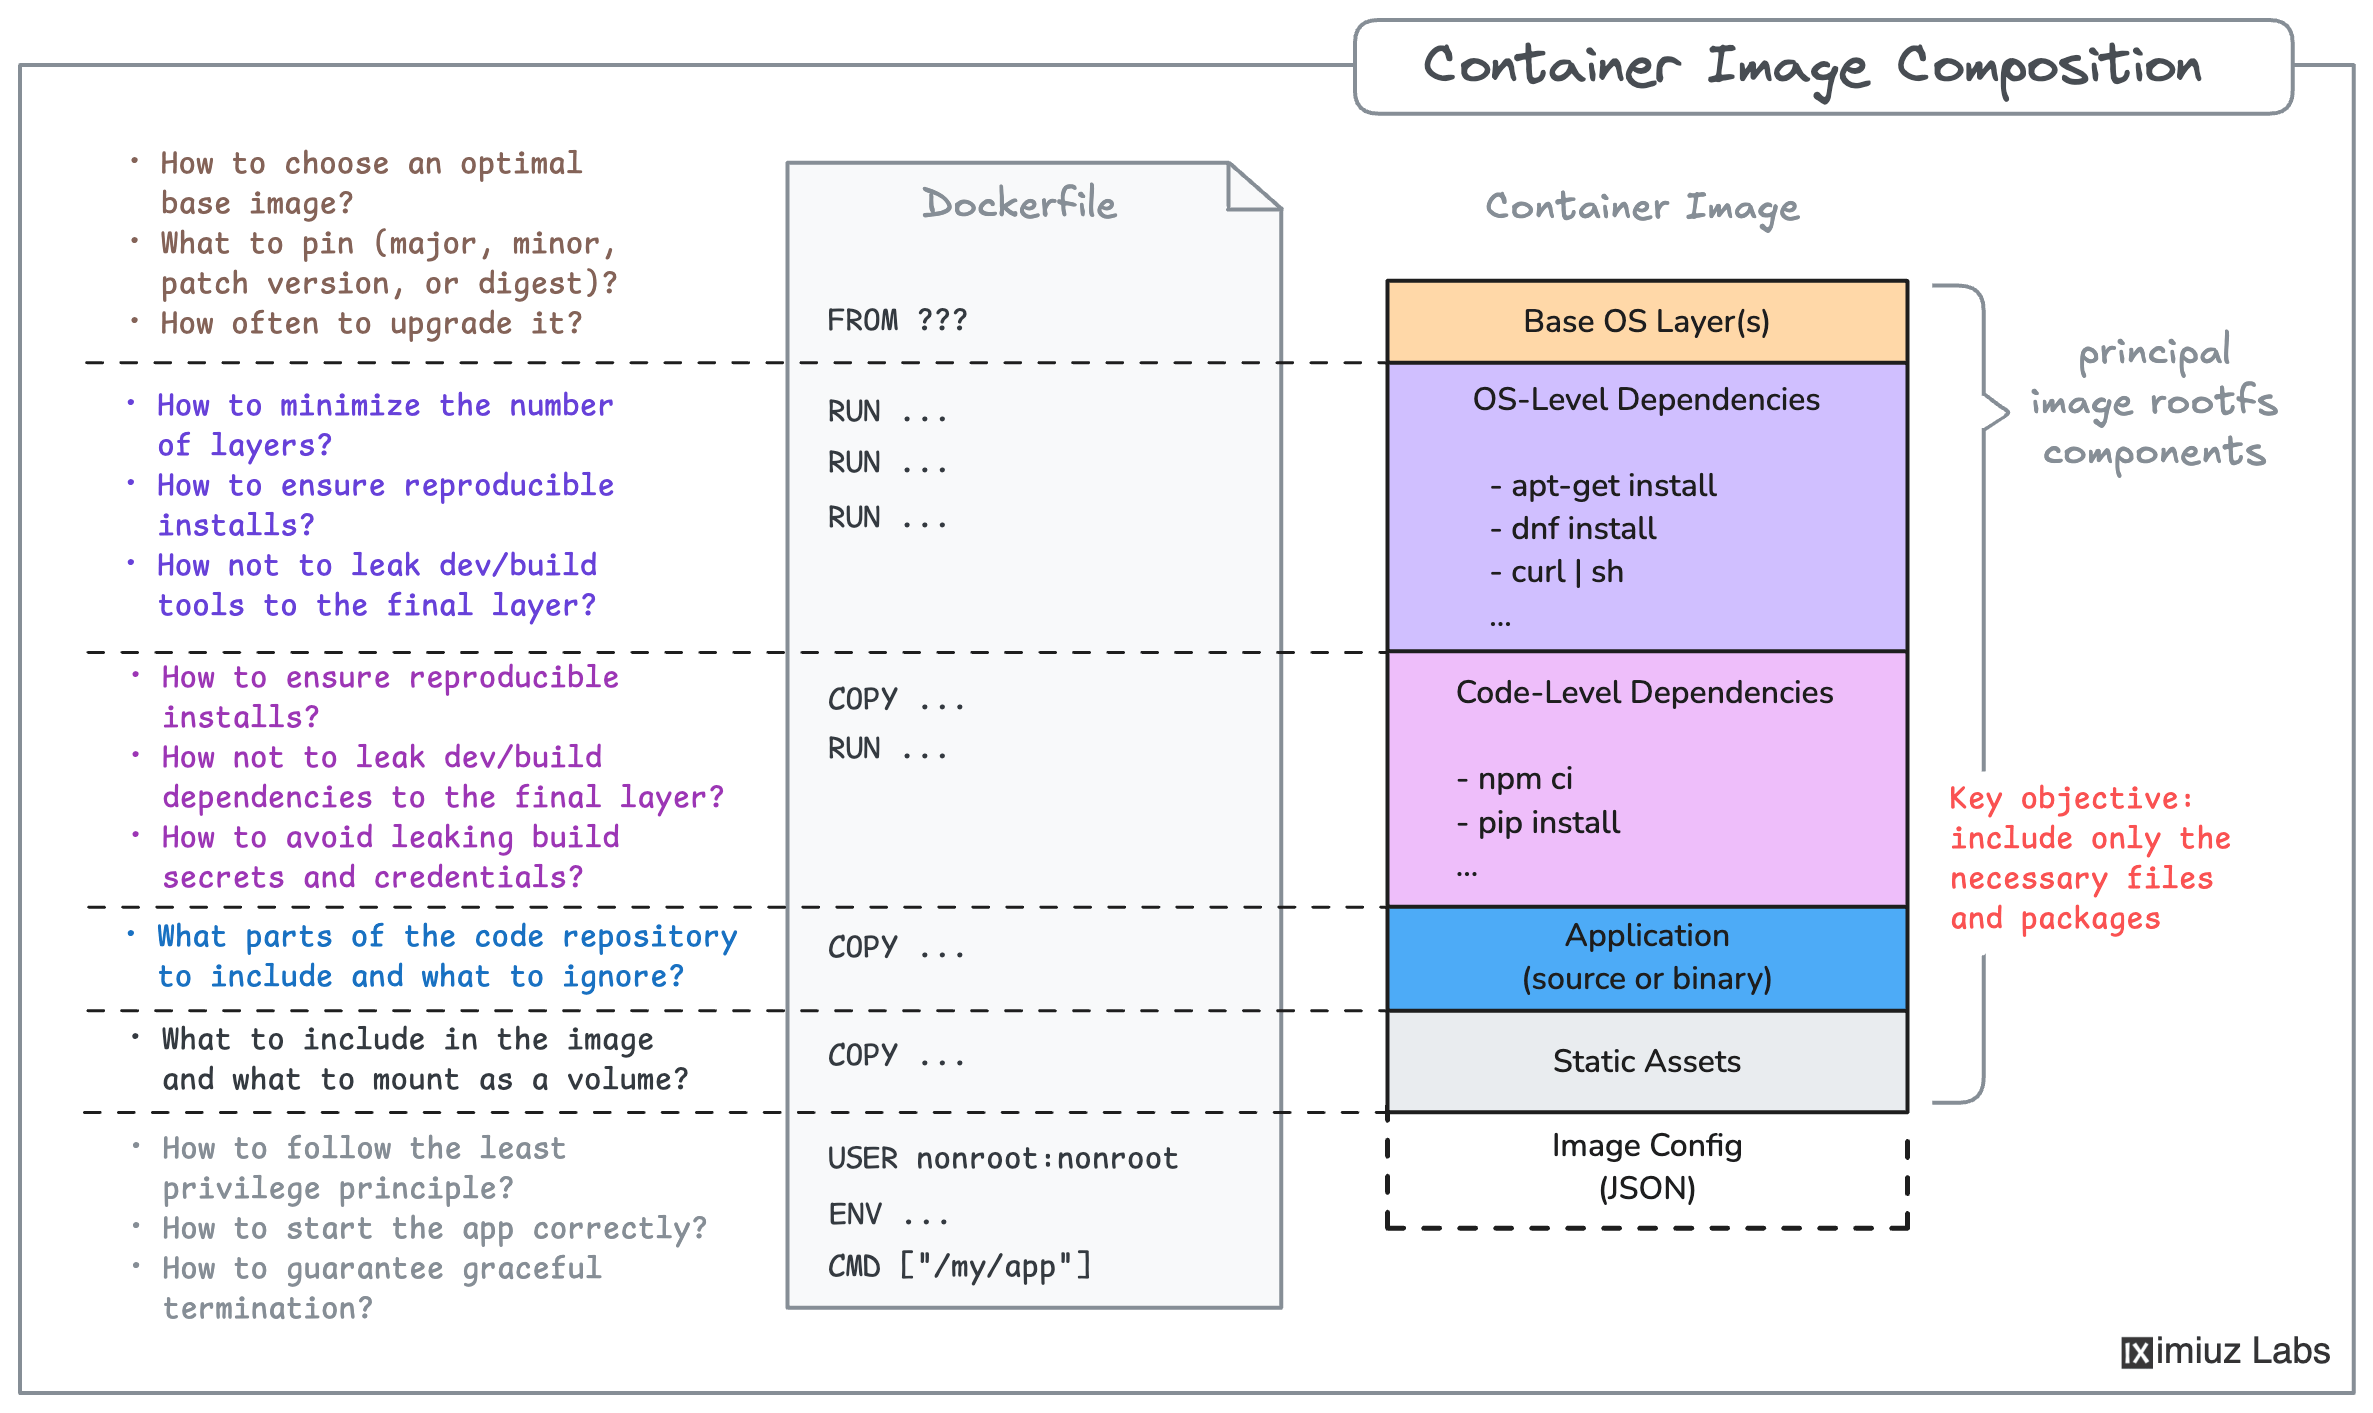 Container Image Composition
• How to choose an optimal
base image?
• What to pin (major, minor,
patch version, or digest)?
• How often to upgrade it?
• How to minimize the number
of layers?
• How to ensure reproducible
installs?
• How not to leak dev/build
tools to the final layer?
• How to ensure reproducible
installs?
• How not to leak dev/build
dependencies to the final layer?
• How to avoid leaking build
secrets and credentials?
• What parts of the code repository
to include and what to ignore?
• What to include in the image
and what to mount as a volume?
• How to follow the least
privilege principle?
• How to start the app correctly?
• How to guarantee graceful
termination?
Dockerfile
FROM ???
RUN ...
RUN ...
RUN ...
COPY ...
RUN ...
COPY ...
COPY ...
USER nonroot:nonroot
ENV ...
CMD ["/my/app"]
Container Image
Base OS Layer(s)
OS-Level Dependencies
- apt-get install
- dnf install
- curl | sh
...
Code-Level Dependencies
- npm ci
- pip install
...
Application
(source or binary)
Static Assets
Image Config
(JSON)
principal
image rootfs
components
Key objective:
include only the
necessary files
and packages
iximiuz Labs